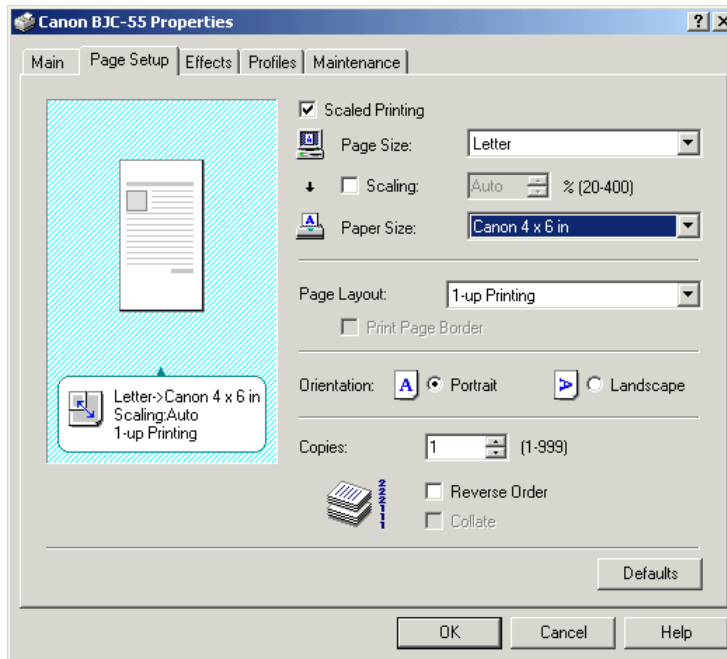 Canon BJC-55 Properties
Main Page Setup Effects Profiles Maintenance
Scaled Printing
Page Size: Letter
Scaling: Auto % (20-400)
Paper Size: Canon 4 x 6 in
Page Layout: 1-up Printing
Print Page Border
Letter->Canon 4 x 6 in
Scaling:Auto
1-up Printing
Orientation: A Portrait A Landscape
Copies: 1 (1-999)
222111
Reverse Order
Collate
Defaults
OK Cancel Help